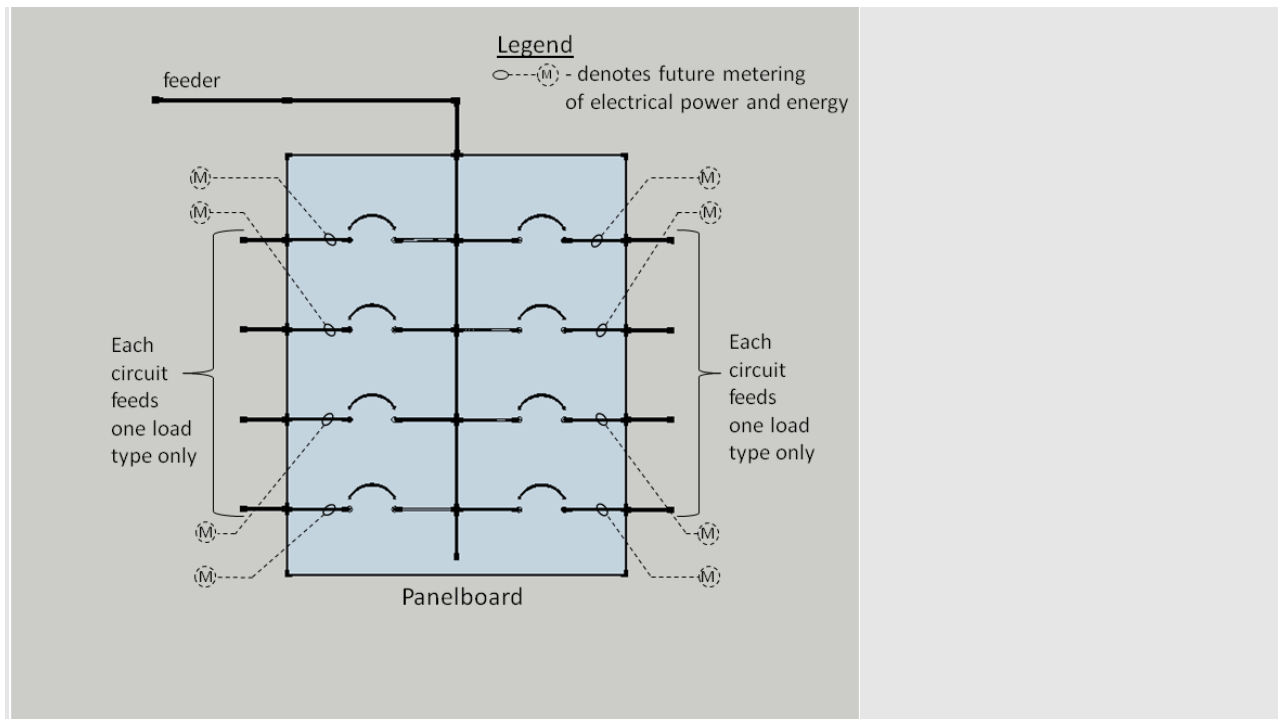 Legend
M - denotes future metering
of electrical power and energy
feeder
M
M
M
M
Each
circuit
feeds
one load
type only
Each
circuit
feeds
one load
type only
M
M
M
M
Panelboard